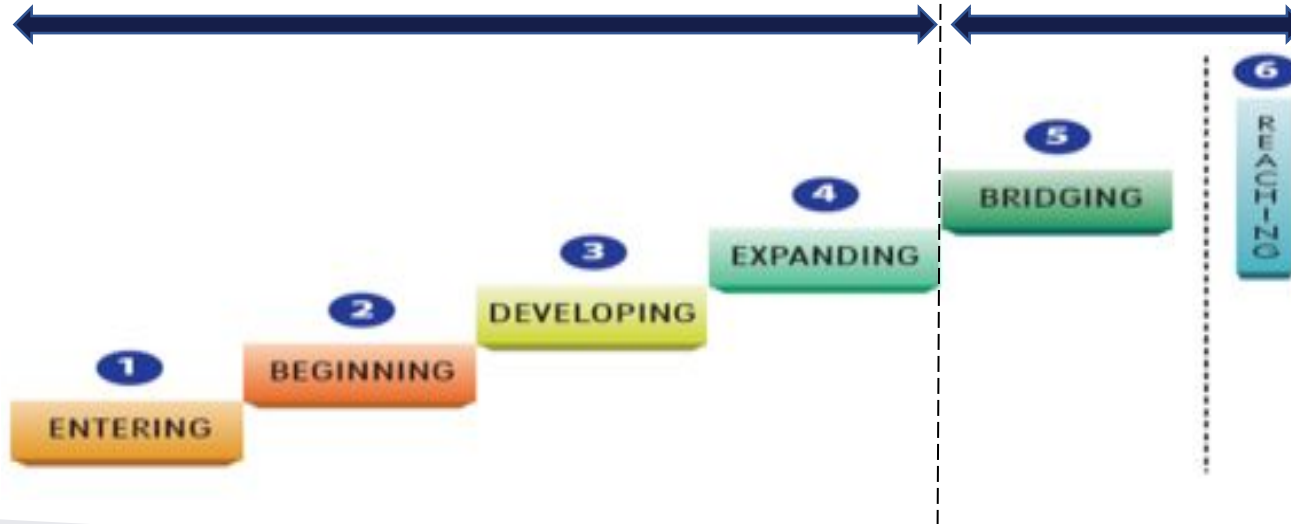 1
ENTERING
2
BEGINNING
3
DEVELOPING
4
EXPANDING
5
BRIDGING
6
REACHING